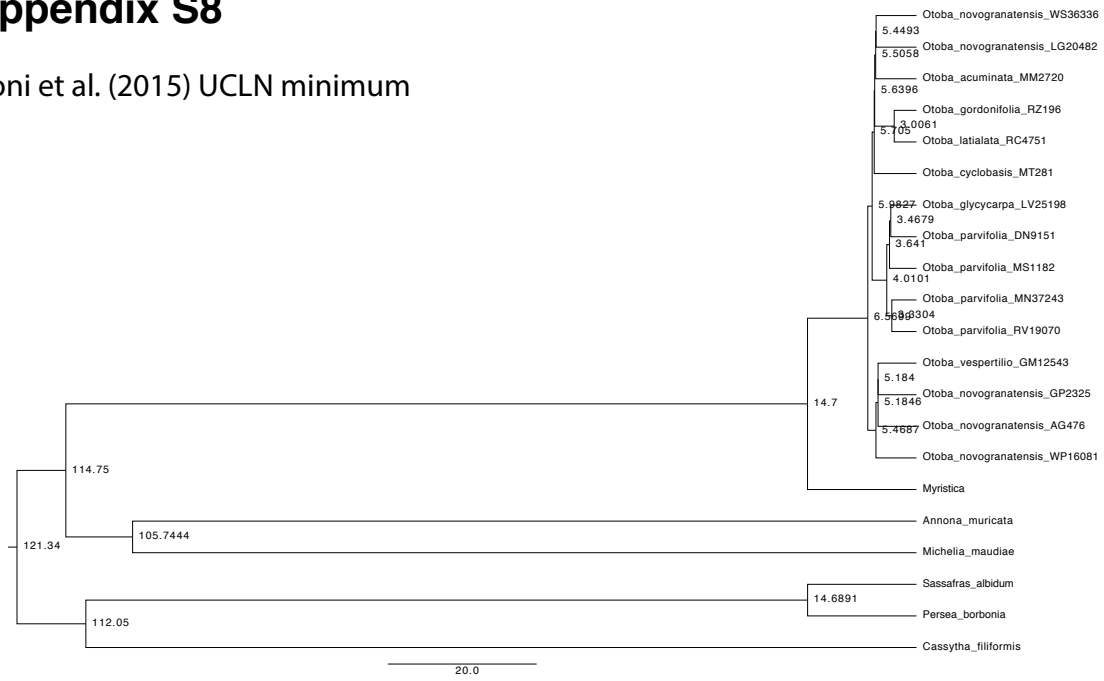 ppendix S8
oni et al. (2015) UCLN minimum
Otoba_novogranatensis_WS36336
5.4493
Otoba_novogranatensis_LG20482
5.5058
Otoba_acuminata_MM2720
5.6396
Otoba_gordonifolia_RZ196
3.0061
5.705
Otoba_latialata_RC4751
Otoba_cyclobasis_MT281
5.9827
Otoba_glycycarpa_LV25198
3.4679
Otoba_parvifolia_DN9151
3.641
Otoba_parvifolia_MS1182
4.0101
Otoba_parvifolia_MN37243
3.3304
Otoba_parvifolia_RV19070
Otoba_vespertilio_GM12543
5.184
Otoba_novogranatensis_GP2325
5.1846
Otoba_novogranatensis_AG476
5.4687
Otoba_novogranatensis_WP16081
14.7
Myristica
114.75
Annona_muricata
105.7444
121.34
Michelia_maudiae
Sassafras_albidum
14.6891
Persea_borbonia
112.05
Cassytha_filiformis
20.0